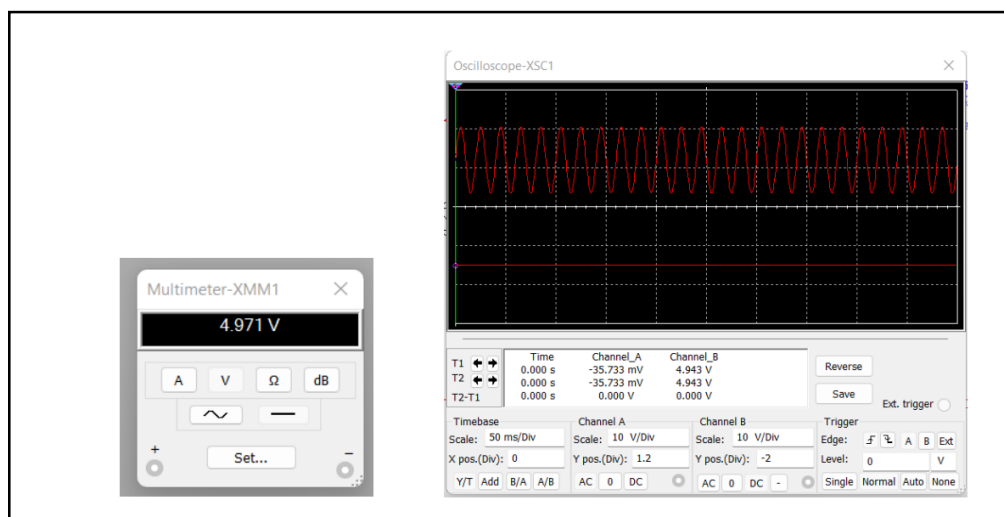 Oscilloscope-XSC1
Multimeter-XMM1
4.971 V
A V Ω dB
+ Set... −
T1
T2
T2-T1
Time Channel_A Channel_B
0.000 s -35.733 mV 4.943 V
0.000 s -35.733 mV 4.943 V
0.000 s 0.000 V 0.000 V
Reverse
Save
Ext. trigger
Timebase
Scale: 50 ms/Div
X pos.(Div): 0
Y/T Add B/A A/B
Channel A
Scale: 10 V/Div
Y pos.(Div): 1.2
AC 0 DC
Channel B
Scale: 10 V/Div
Y pos.(Div): -2
AC 0 DC -
Trigger
Edge: A B Ext
Level: 0 V
Single Normal Auto None